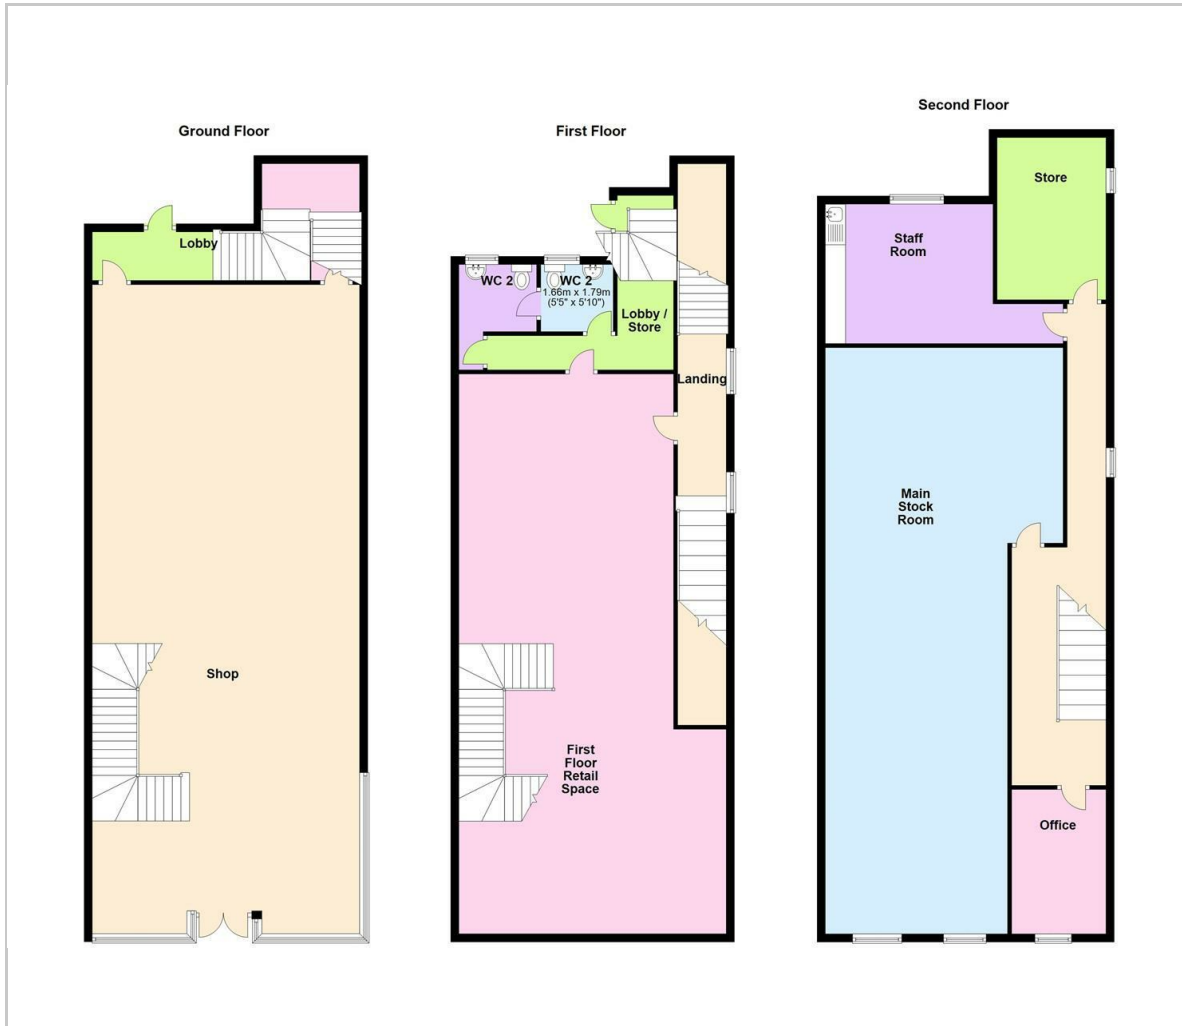 Ground Floor
Lobby
Shop
First Floor
WC 2
WC 2
1.66m x 1.79m
(5'5" x 5'10")
Lobby /
Store
Landing
First
Floor
Retail
Space
Second Floor
Store
Staff
Room
Main
Stock
Room
Office